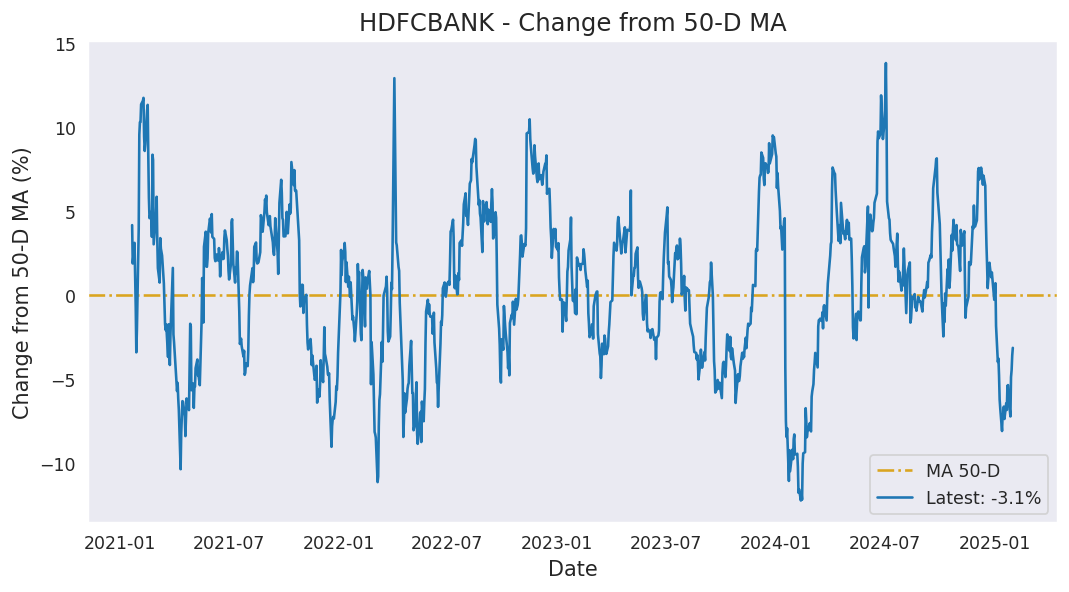 HDFCBANK - Change from 50-D MA
Change from 50-D MA (%)
15
10
5
0
−5
−10
MA 50-D
Latest: -3.1%
2021-01 2021-07 2022-01 2022-07 2023-01 2023-07 2024-01 2024-07 2025-01
Date